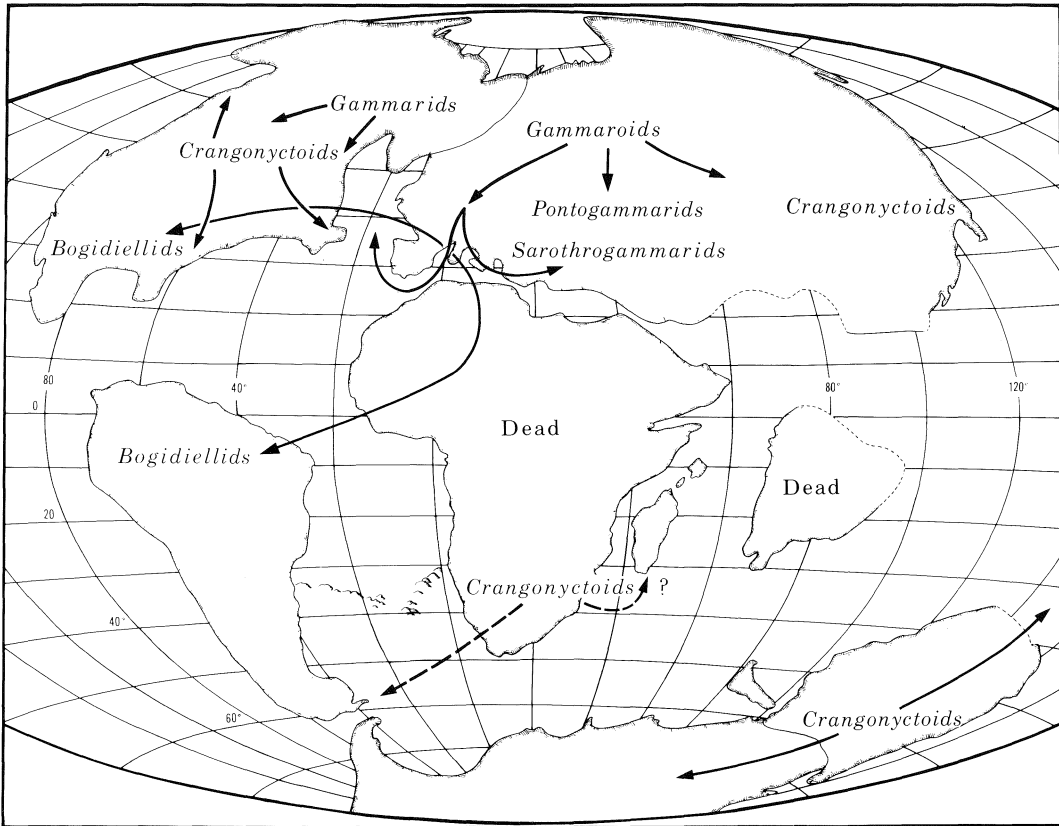 Gammarids
Gammaroids
Crangonyctoids
Pontogammarids
Crangonyctoids
Bogidiellids
Sarothrogammarids
80
40°
80°
120°
0
Dead
Bogidiellids
Dead
20
Crangonyctoids ?
40°
60°
Crangonyctoids